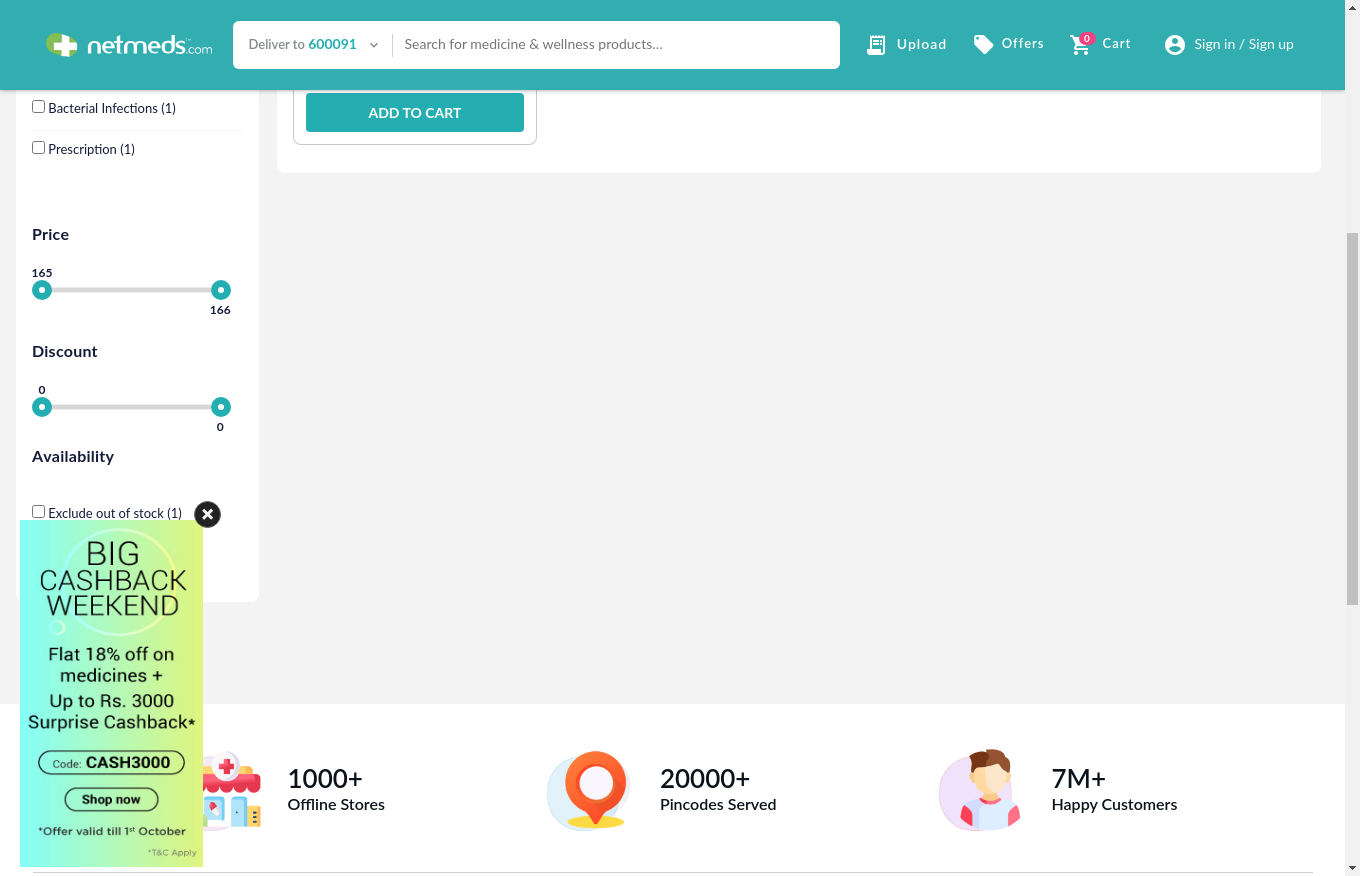 netmeds.com
Deliver to 600091
Search for medicine & wellness products...
Upload
Offers
0
Cart
Sign in / Sign up
Bacterial Infections (1)
Prescription (1)
ADD TO CART
Price
165
166
Discount
0
0
Availability
Exclude out of stock (1)
BIG
CASHBACK
WEEKEND
Flat 18% off on
medicines +
Up to Rs. 3000
Surprise Cashback*
Code: CASH3000
Shop now
*Offer valid till 1st October
*T&C Apply
1000+
Offline Stores
20000+
Pincodes Served
7M+
Happy Customers